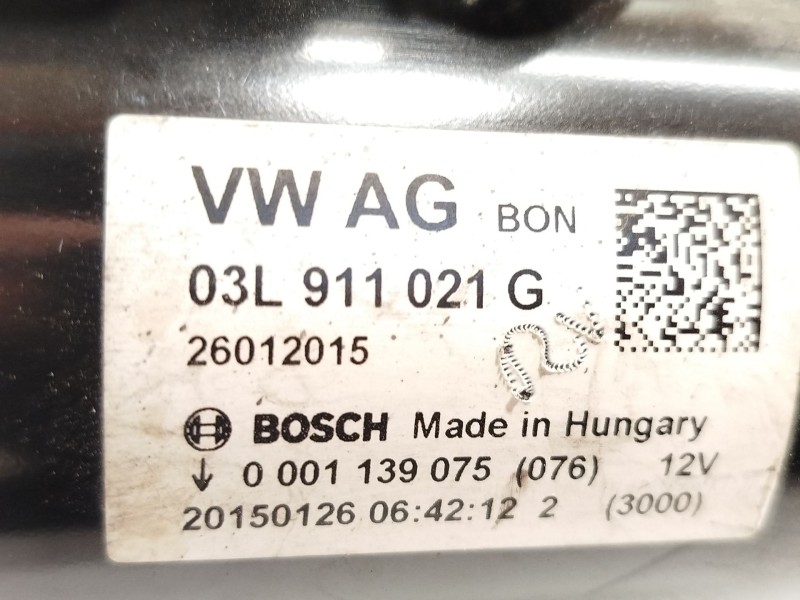 VW AG BON
03L 911 021 G
26012015
BOSCH Made in Hungary
↓ 0 001 139 075 (076) 12V
20150126 06:42:12 2 (3000)